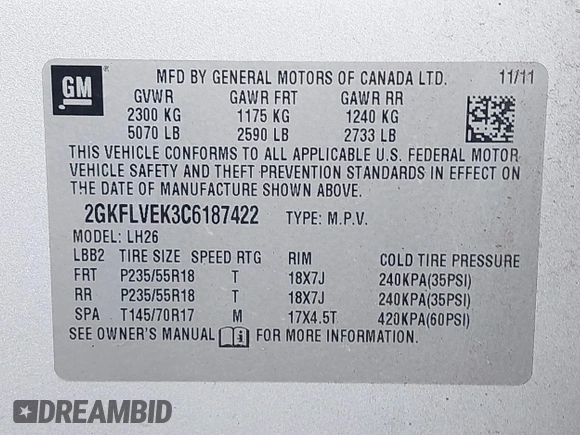 GM
MFD BY GENERAL MOTORS OF CANADA LTD. 11/11
GVWR GAWR FRT GAWR RR
2300 KG 1175 KG 1240 KG
5070 LB 2590 LB 2733 LB
THIS VEHICLE CONFORMS TO ALL APPLICABLE U.S. FEDERAL MOTOR
VEHICLE SAFETY AND THEFT PREVENTION STANDARDS IN EFFECT ON
THE DATE OF MANUFACTURE SHOWN ABOVE.
2GKFLVEK3C6187422 TYPE: M.P.V.
MODEL: LH26
LBB2 TIRE SIZE SPEED RTG RIM COLD TIRE PRESSURE
FRT P235/55R18 T 18X7J 240KPA(35PSI)
RR P235/55R18 T 18X7J 240KPA(35PSI)
SPA T145/70R17 M 17X4.5T 420KPA(60PSI)
SEE OWNER'S MANUAL FOR MORE INFORMATION.
DREAMBID